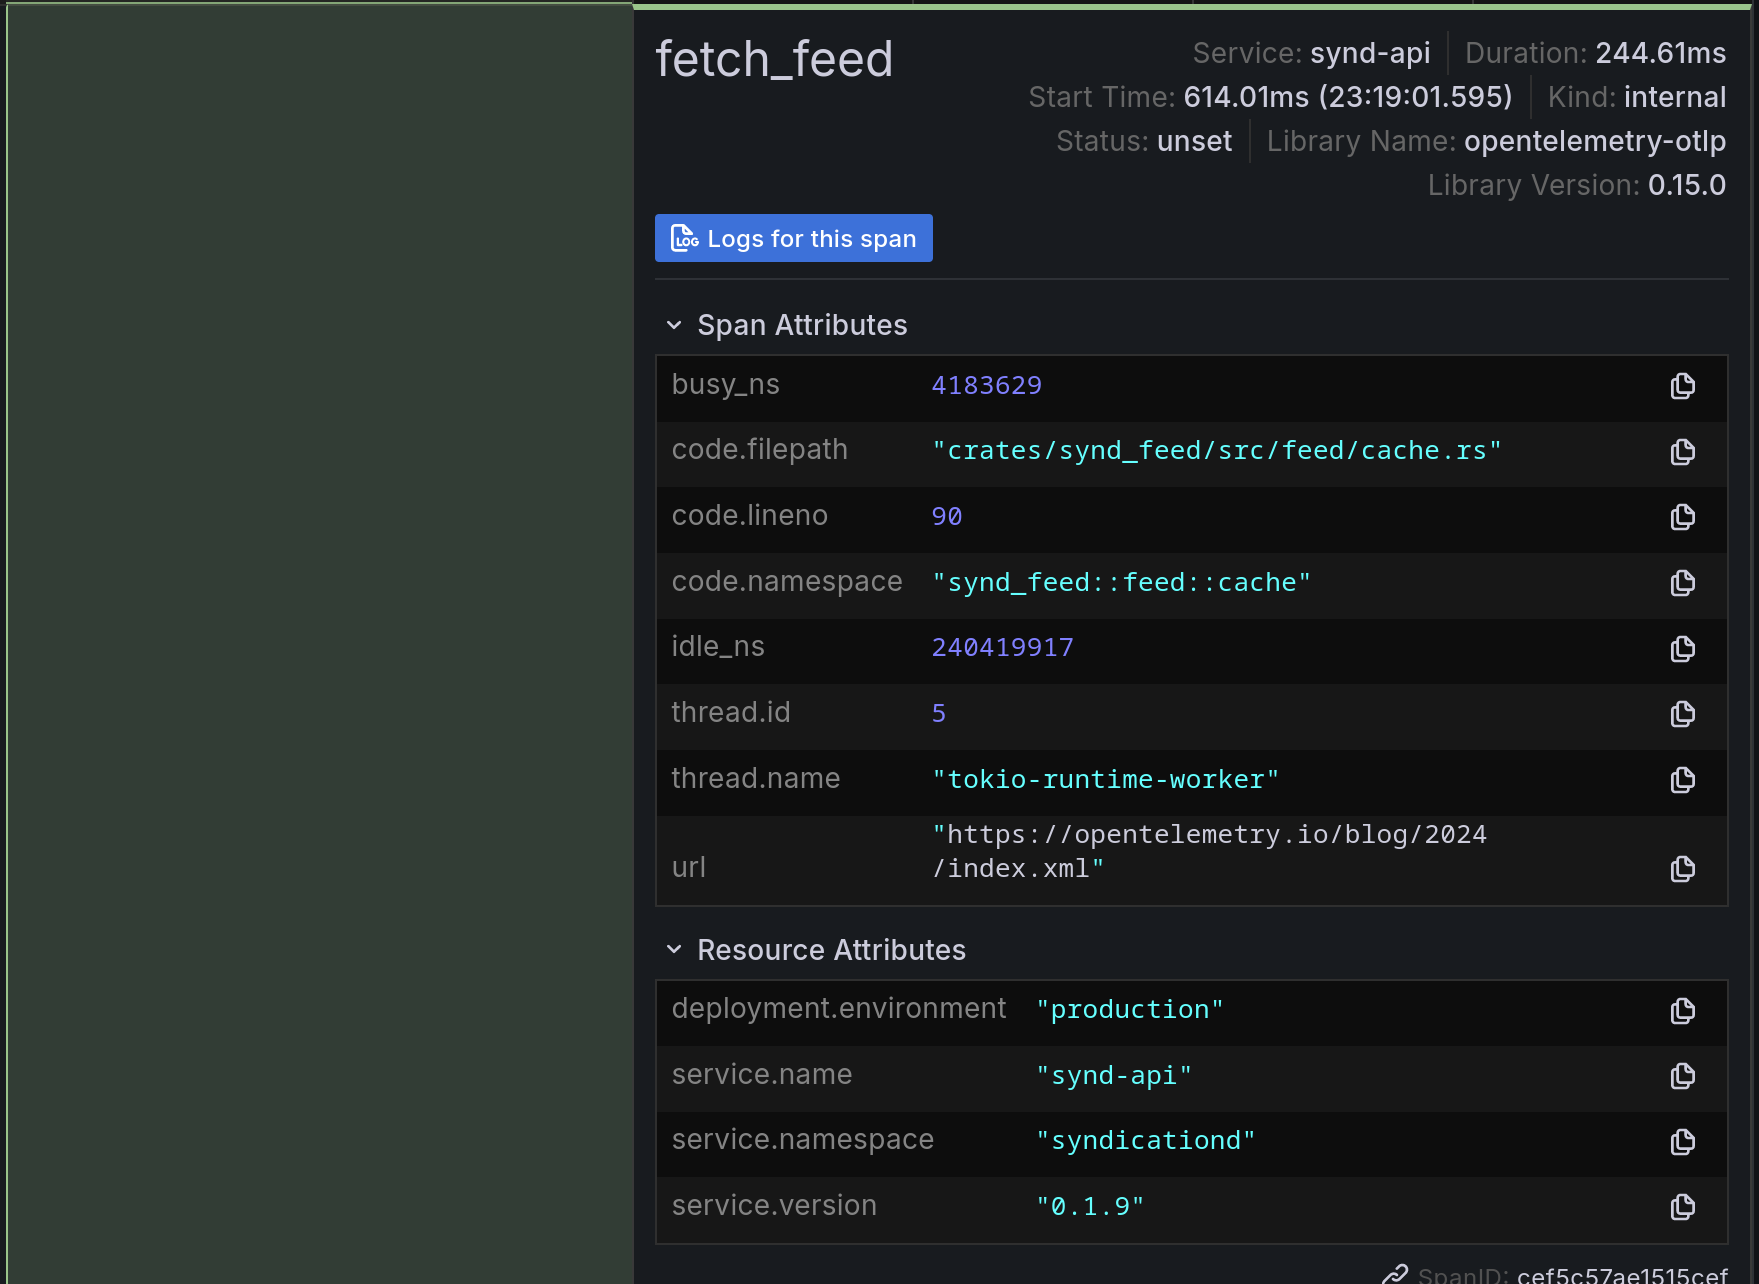 fetch_feed
Service: synd-api Duration: 244.61ms
Start Time: 614.01ms (23:19:01.595) Kind: internal
Status: unset Library Name: opentelemetry-otlp
Library Version: 0.15.0
LOG Logs for this span
Span Attributes
busy_ns 4183629
code.filepath "crates/synd_feed/src/feed/cache.rs"
code.lineno 90
code.namespace "synd_feed::feed::cache"
idle_ns 240419917
thread.id 5
thread.name "tokio-runtime-worker"
url "https://opentelemetry.io/blog/2024
/index.xml"
Resource Attributes
deployment.environment "production"
service.name "synd-api"
service.namespace "syndicationd"
service.version "0.1.9"
SpanID: cef5c57ae1515cef